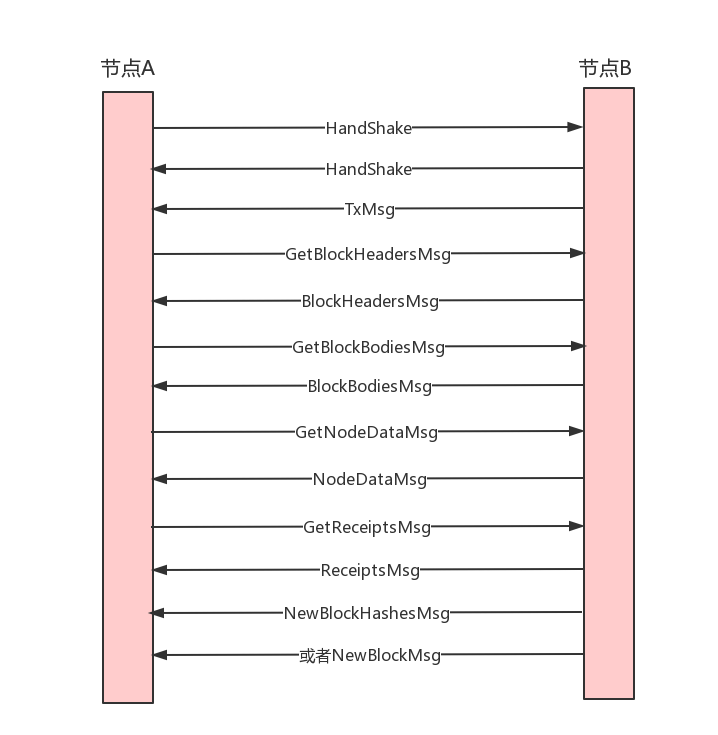 节点A
节点B
HandShake
HandShake
TxMsg
GetBlockHeadersMsg
BlockHeadersMsg
GetBlockBodiesMsg
BlockBodiesMsg
GetNodeDataMsg
NodeDataMsg
GetReceiptsMsg
ReceiptsMsg
NewBlockHashesMsg
或者NewBlockMsg